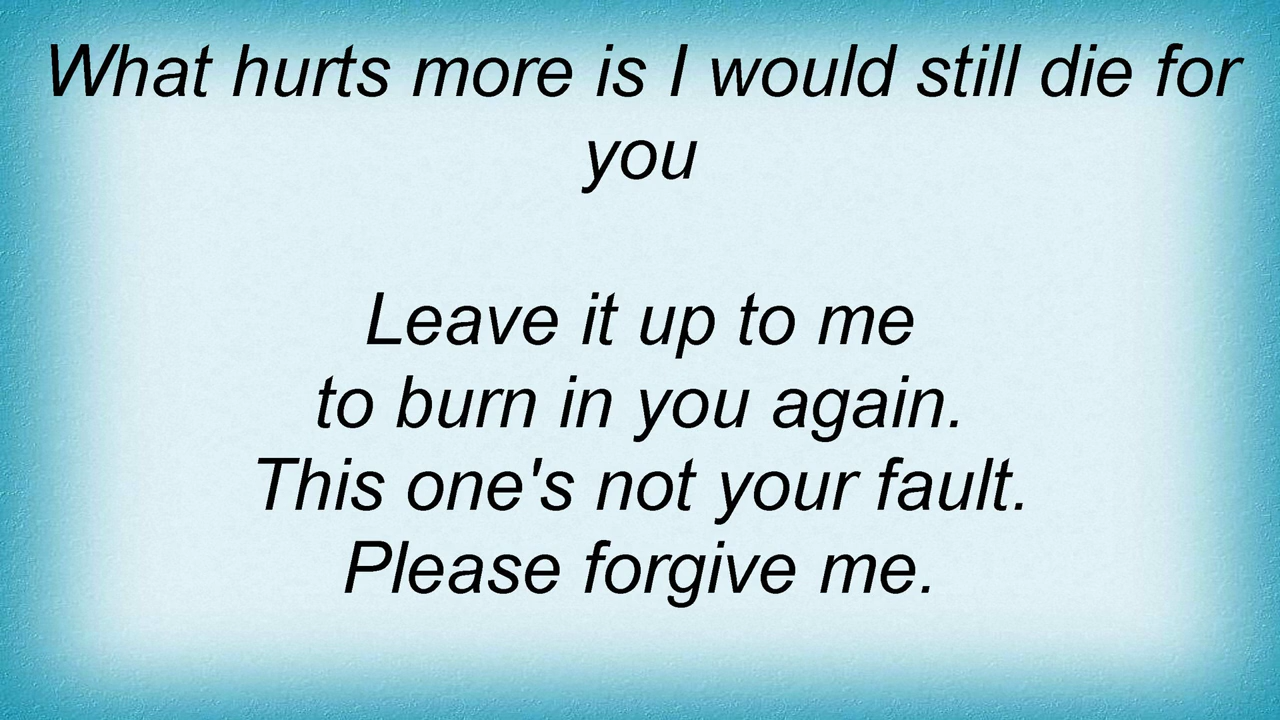 What hurts more is I would still die for
you
Leave it up to me
to burn in you again.
This one's not your fault.
Please forgive me.